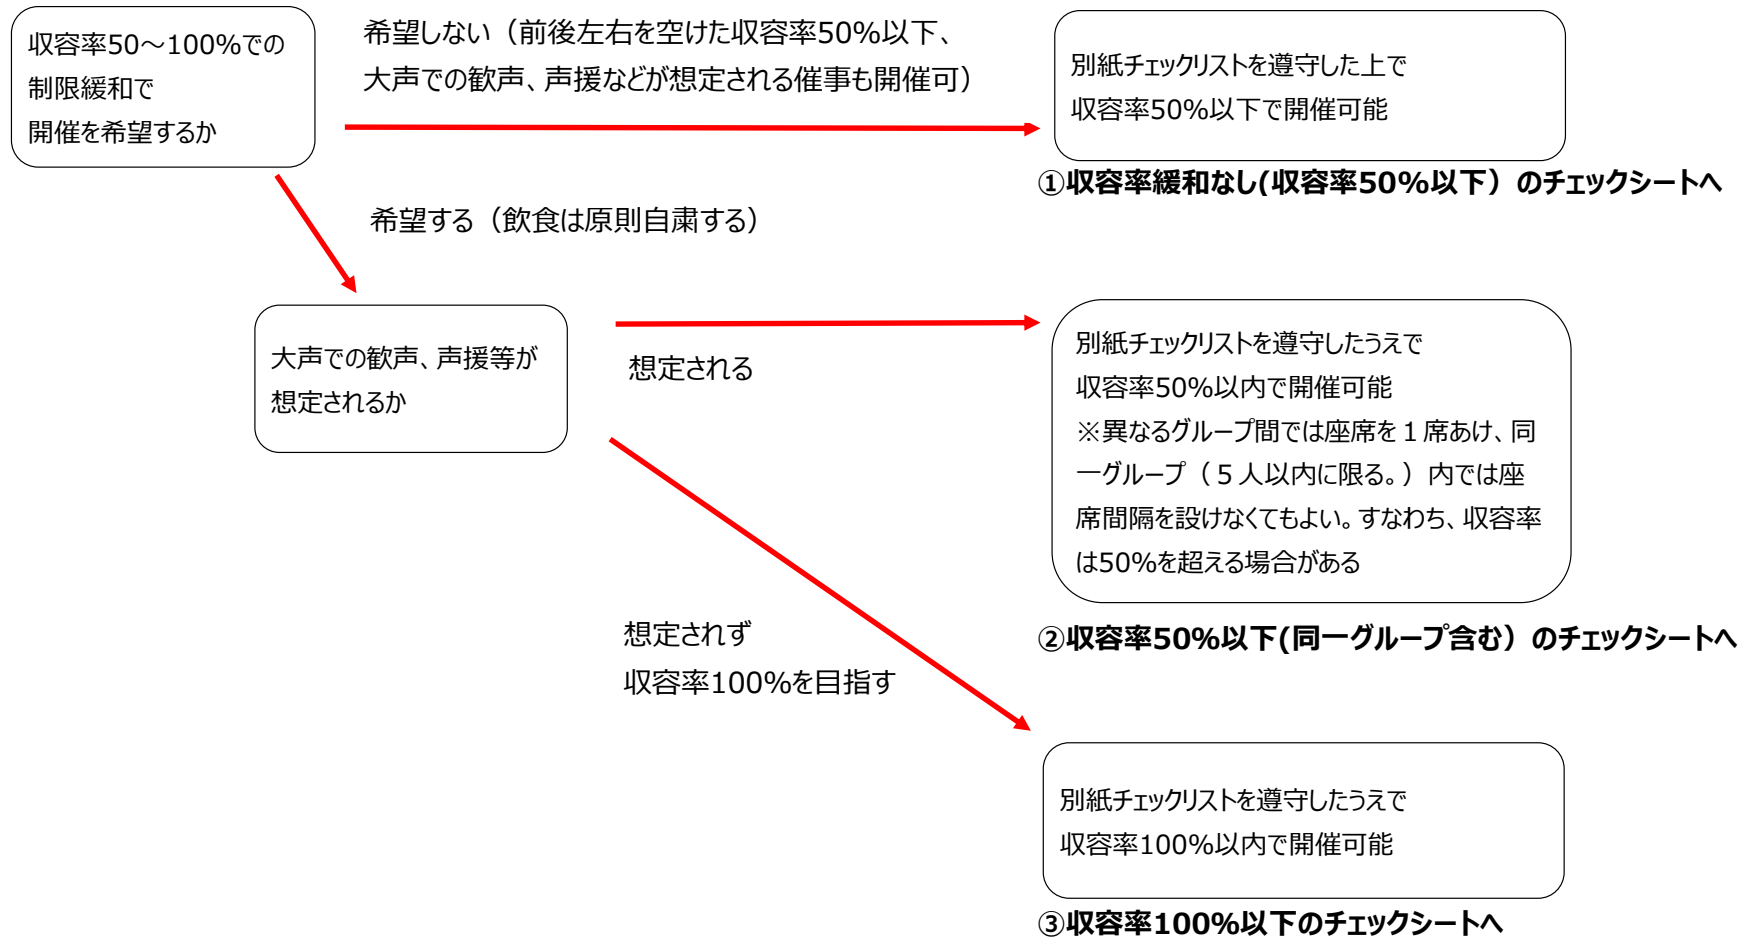 収容率50～100%での
制限緩和で
開催を希望するか
希望しない（前後左右を空けた収容率50%以下、
大声での歓声、声援などが想定される催事も開催可）
別紙チェックリストを遵守した上で
収容率50%以下で開催可能
①収容率緩和なし(収容率50%以下）のチェックシートへ
希望する（飲食は原則自粛する）
大声での歓声、声援等が
想定されるか
想定される
別紙チェックリストを遵守したうえで
収容率50%以内で開催可能
※異なるグループ間では座席を１席あけ、同
一グループ（５人以内に限る。）内では座
席間隔を設けなくてもよい。すなわち、収容率
は50%を超える場合がある
②収容率50%以下(同一グループ含む）のチェックシートへ
想定されず
収容率100%を目指す
別紙チェックリストを遵守したうえで
収容率100%以内で開催可能
③収容率100%以下のチェックシートへ